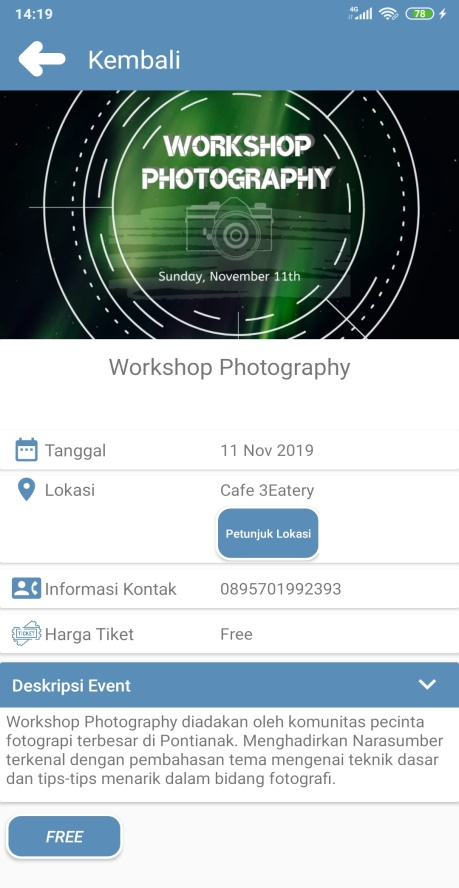 14:19
4G
78
Kembali
WORKSHOP
PHOTOGRAPHY
Sunday, November 11th
Workshop Photography
Tanggal 11 Nov 2019
Lokasi Cafe 3Eatery
Petunjuk Lokasi
Informasi Kontak 0895701992393
TICKET Harga Tiket Free
Deskripsi Event
Workshop Photography diadakan oleh komunitas pecinta
fotograpi terbesar di Pontianak. Menghadirkan Narasumber
terkenal dengan pembahasan tema mengenai teknik dasar
dan tips-tips menarik dalam bidang fotografi.
FREE